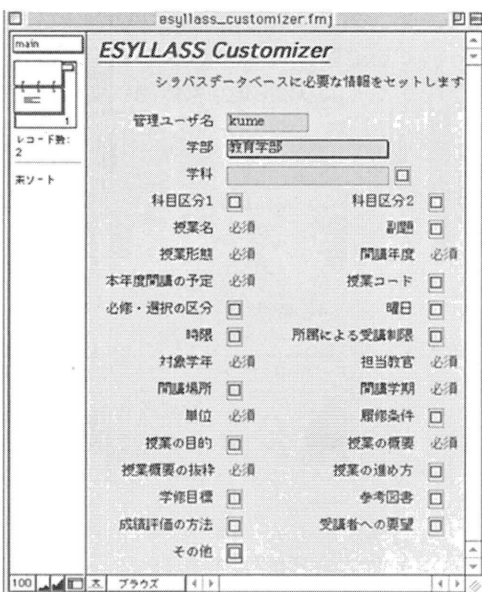 esyllass_customizer.fmj
main
ESYLLASS Customizer
シラバスデータベースに必要な情報をセットします
1
レコード数:
2
未ソート
管理ユーザ名 kume
学部 教育学部
学科
科目区分1 科目区分2
授業名 必須 副題
授業形態 必須 開講年度 必須
本年度開講の予定 必須 授業コード
必修・選択の区分 曜日
時限 所属による受講制限
対象学年 必須 担当教官 必須
開講場所 開講学期 必須
単位 必須 履修条件
授業の目的 授業の概要 必須
授業概要の抜粋 必須 授業の進め方
学修目標 参考図書
成績評価の方法 受講者への要望
その他
100 ブラウズ